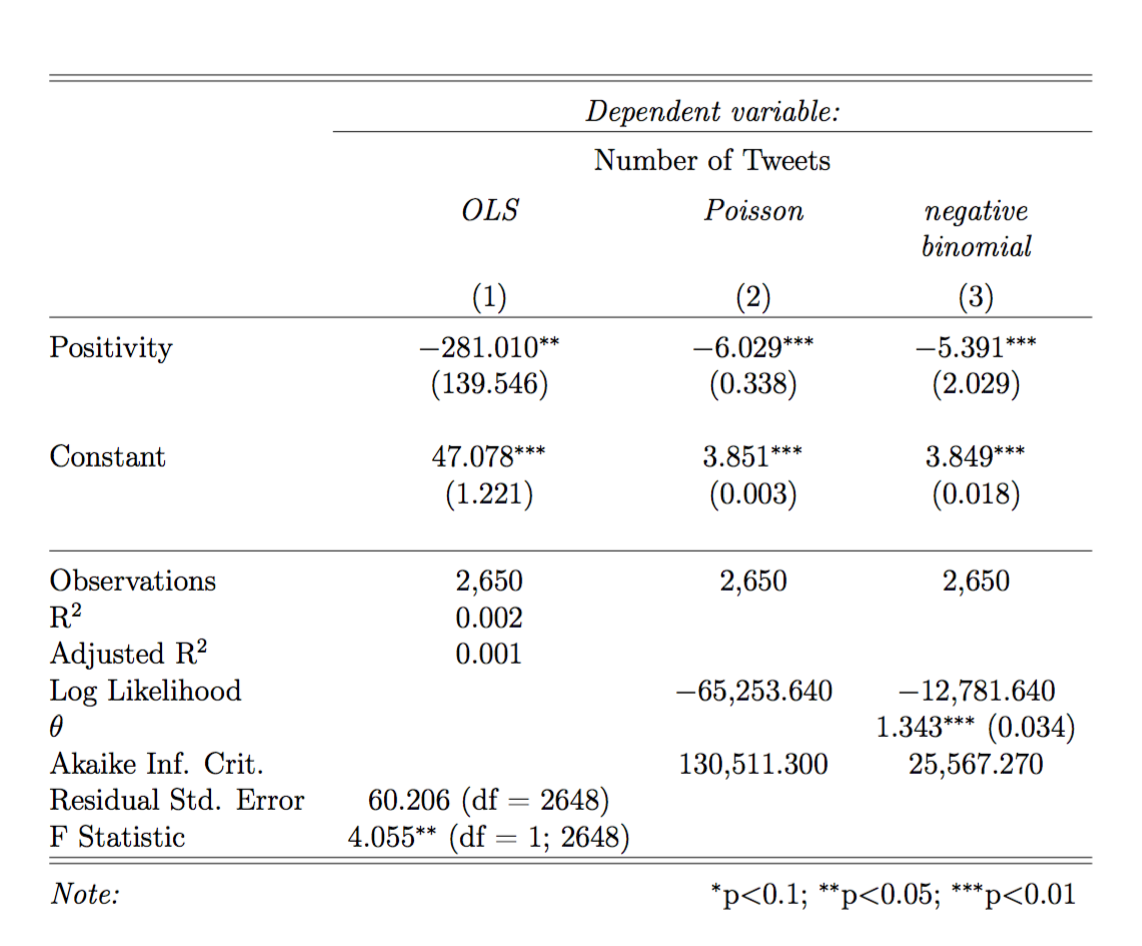 Dependent variable:
Number of Tweets
OLS Poisson negative
binomial
(1) (2) (3)
Positivity −281.010** −6.029*** −5.391***
(139.546) (0.338) (2.029)
Constant 47.078*** 3.851*** 3.849***
(1.221) (0.003) (0.018)
Observations 2,650 2,650 2,650
R² 0.002
Adjusted R² 0.001
Log Likelihood −65,253.640 −12,781.640
θ 1.343*** (0.034)
Akaike Inf. Crit. 130,511.300 25,567.270
Residual Std. Error 60.206 (df = 2648)
F Statistic 4.055** (df = 1; 2648)
Note: *p<0.1; **p<0.05; ***p<0.01